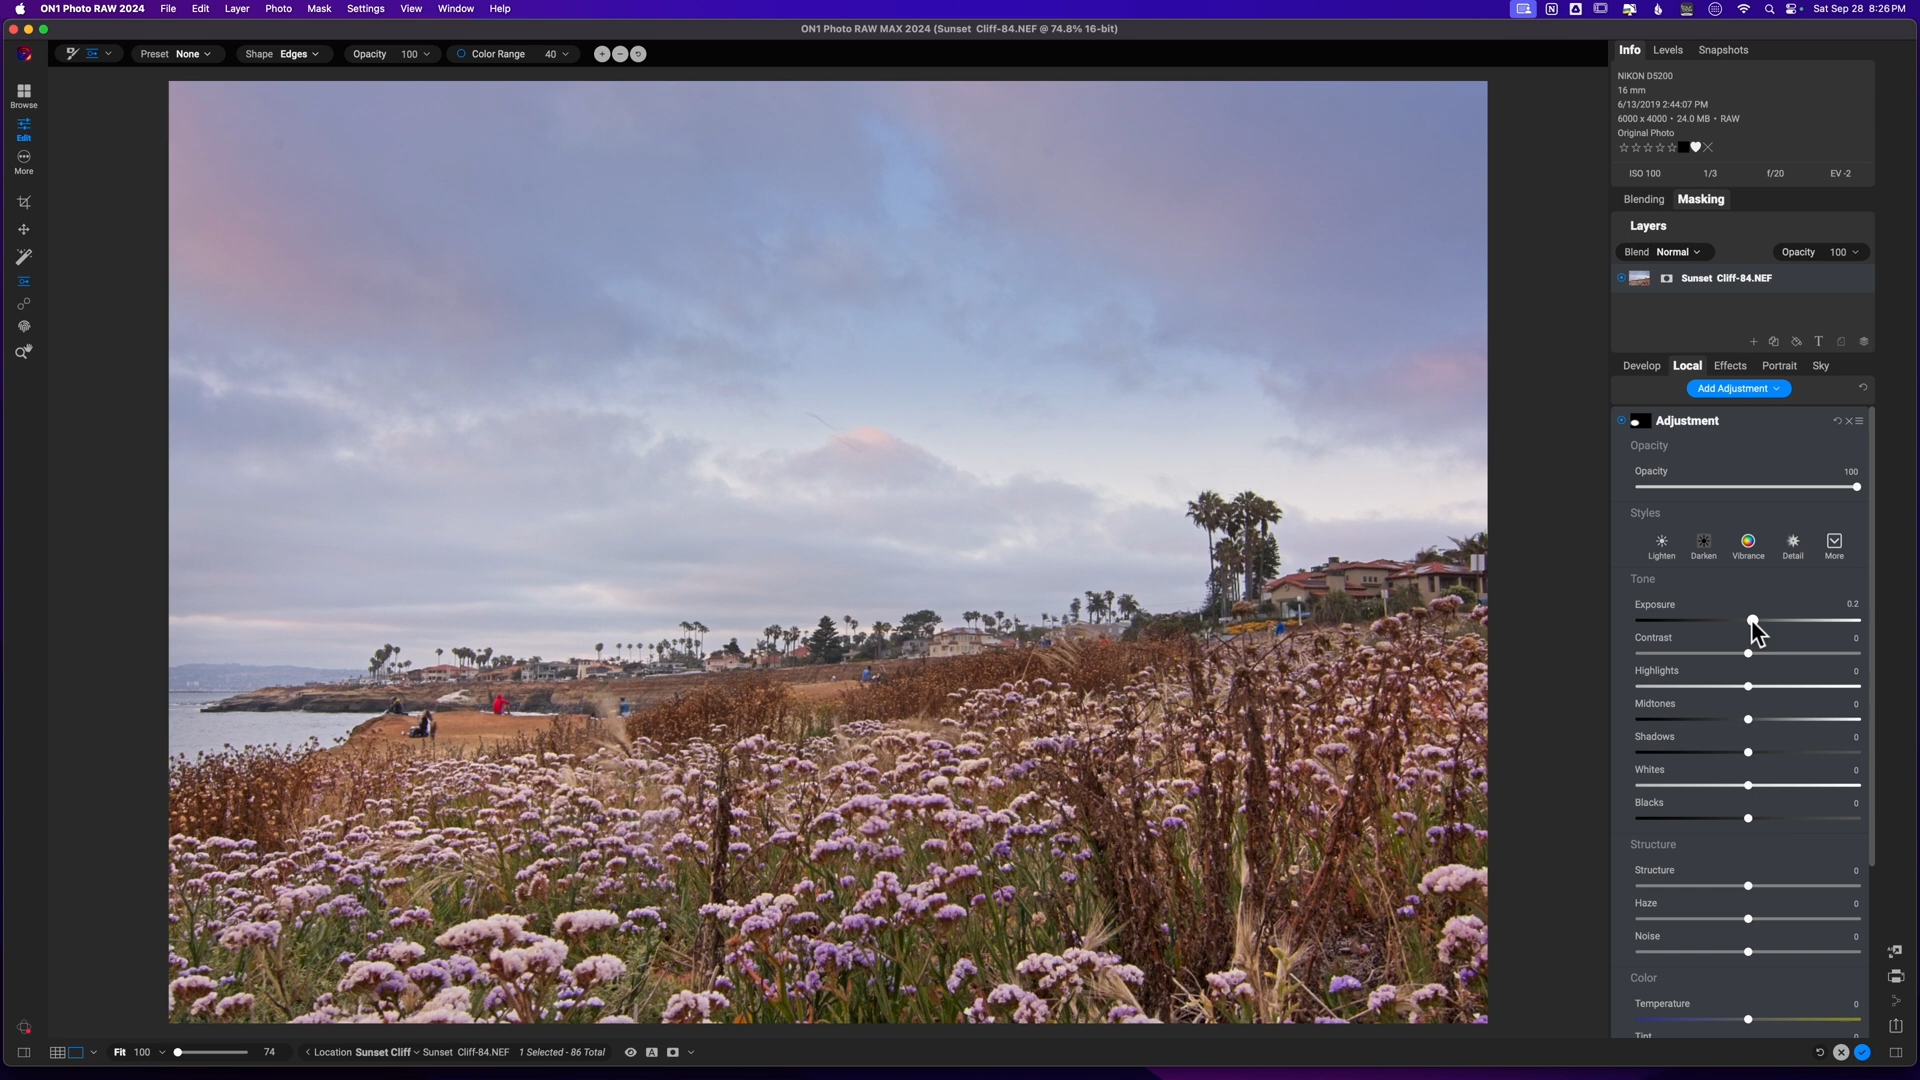 ON1 Photo RAW MAX 2024 File Edit Layer Photo Mask Settings View Window Help Sat Sep 28 8:26 PM
ON1 Photo RAW MAX 2024 (Sunset Cliff-84.NEF @ 74.8% 16-bit)
Preset None Shape Edges Opacity 100 Color Range 40
Browse
Edit
More
Info Levels Snapshots
NIKON D5200
16 mm
6/13/2019 2:44:07 PM
6000 x 4000 • 24.0 MB • RAW
Original Photo
ISO 100 1/3 f/20 EV -2
Blending Masking
Layers
Blend Normal Opacity 100
Sunset Cliff-84.NEF
Develop Local Effects Portrait Sky
Add Adjustment
Adjustment
Opacity
Opacity 100
Styles
Lighten Darken Vibrance Detail More
Tone
Exposure 0.2
Contrast 0
Highlights 0
Midtones 0
Shadows 0
Whites 0
Blacks 0
Structure
Structure 0
Haze 0
Noise 0
Color
Temperature 0
Tint 0
Fit 100 74 < Location Sunset Cliff Sunset Cliff-84.NEF 1 Selected - 86 Total A